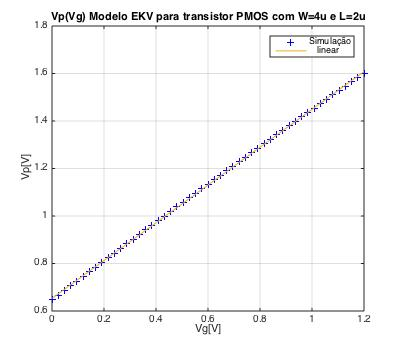 Vp(Vg) Modelo EKV para transistor PMOS com W=4u e L=2u
1.8
Simulação
linear
1.6
1.4
1.2
Vp[V]
1
0.8
0.6
0
0.2
0.4
0.6
0.8
1
1.2
Vg[V]